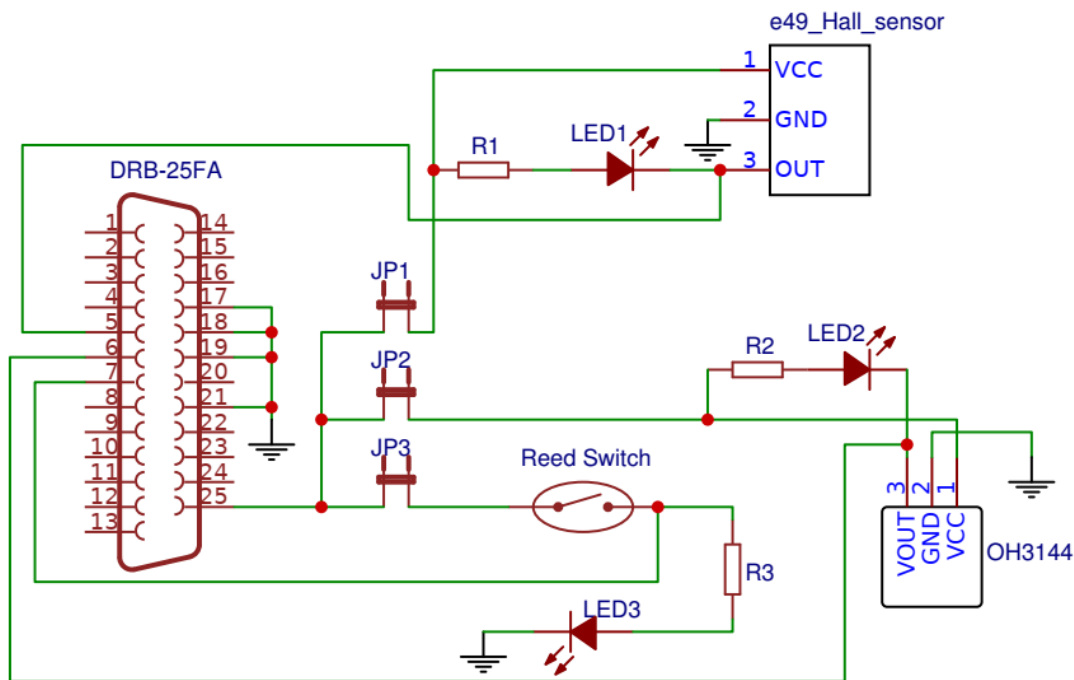 e49_Hall_sensor
1 VCC
2 GND
3 OUT
R1
LED1
DRB-25FA
1 14
2 15
3 16
4 17
5 18
6 19
7 20
8 21
9 22
10 23
11 24
12 25
13
JP1
JP2
JP3
R2
LED2
Reed Switch
R3
LED3
3 2 1
VOUT GND VCC
OH3144